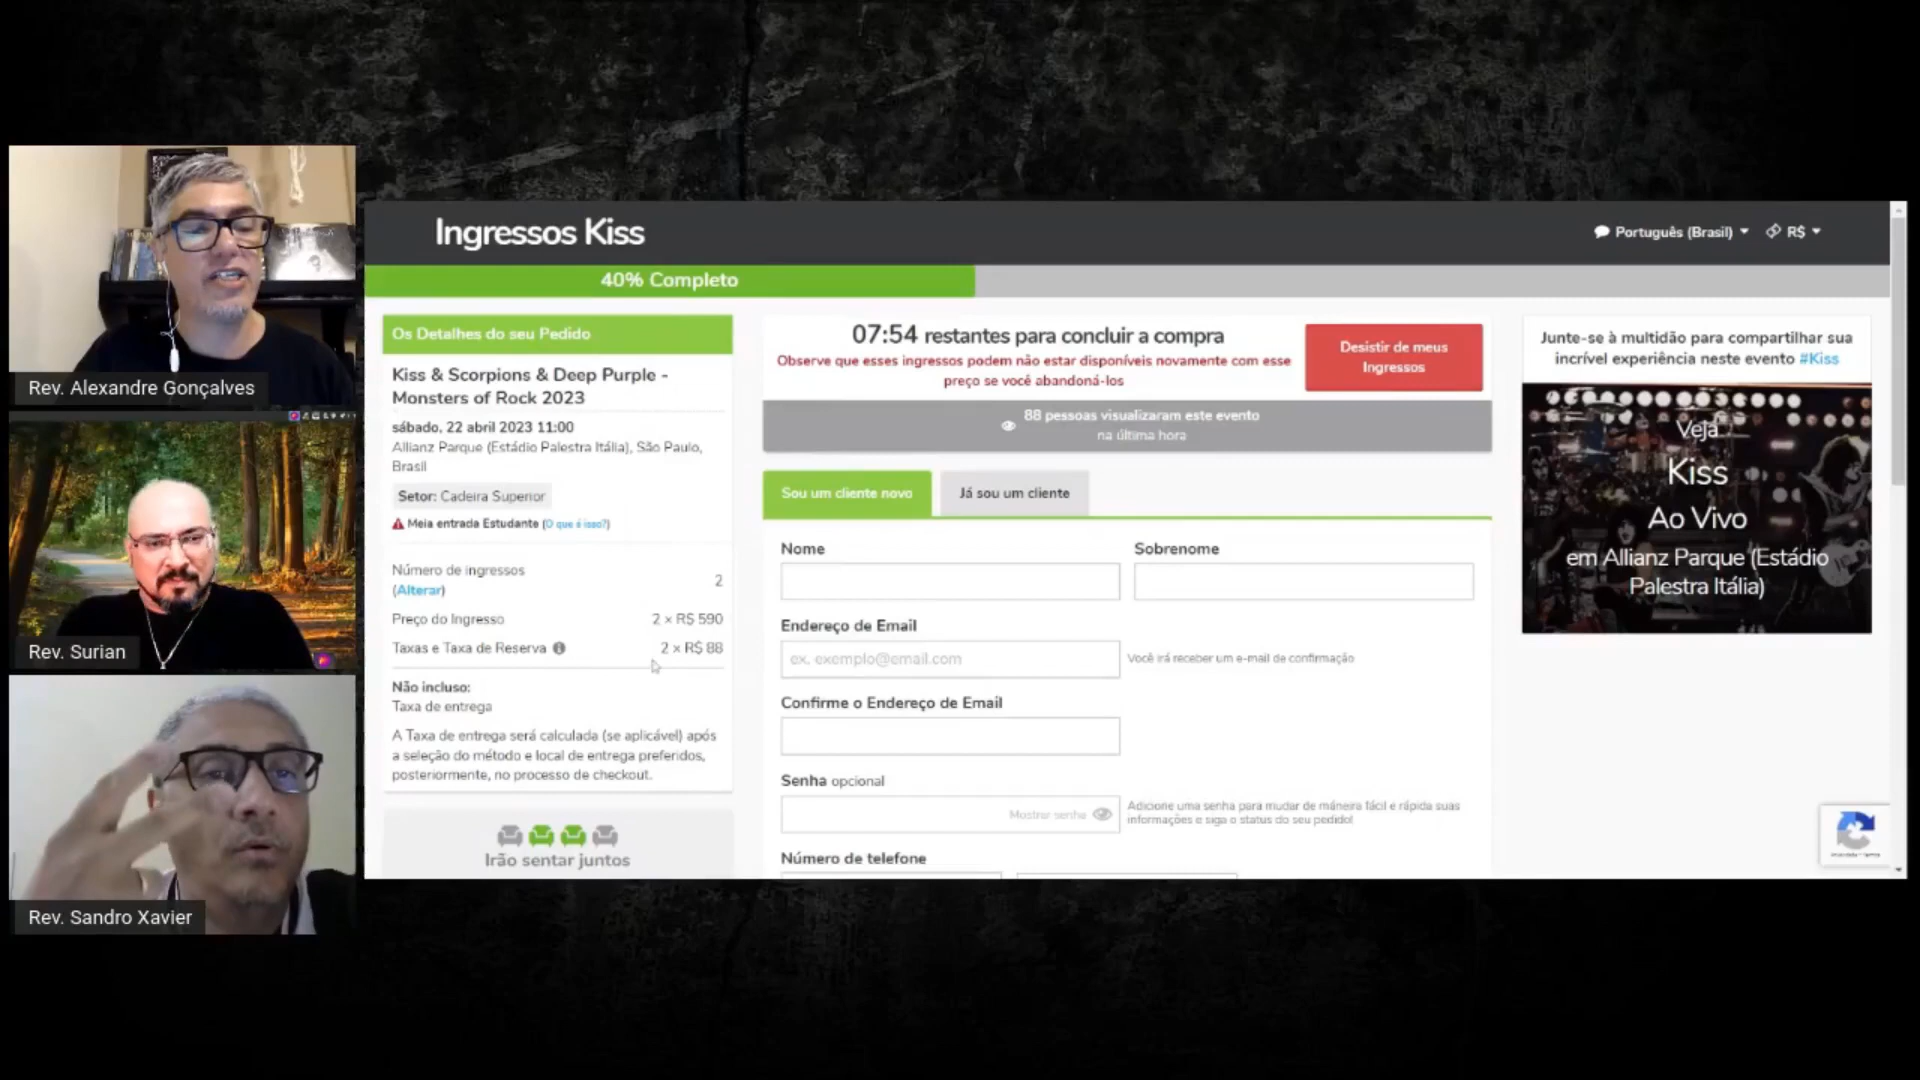 Rev. Alexandre Gonçalves
Rev. Surian
Rev. Sandro Xavier
Ingressos Kiss
Português (Brasil)
R$
40% Completo
Os Detalhes do seu Pedido
Kiss & Scorpions & Deep Purple -
Monsters of Rock 2023
sábado, 22 abril 2023 11:00
Allianz Parque (Estádio Palestra Itália), São Paulo,
Brasil
Setor: Cadeira Superior
Meia entrada Estudante (O que é isso?)
Número de ingressos
(Alterar)
2
Preço do Ingresso
2 × R$ 590
Taxas e Taxa de Reserva
2 × R$ 88
Não incluso:
Taxa de entrega
A Taxa de entrega será calculada (se aplicável) após
a seleção do método e local de entrega preferidos,
posteriormente, no processo de checkout.
Irão sentar juntos
07:54 restantes para concluir a compra
Observe que esses ingressos podem não estar disponíveis novamente com esse
preço se você abandoná-los
Desistir de meus
Ingressos
88 pessoas visualizaram este evento
na última hora
Sou um cliente novo
Já sou um cliente
Nome
Sobrenome
Endereço de Email
ex. exemplo@email.com
Você irá receber um e-mail de confirmação
Confirme o Endereço de Email
Senha opcional
Mostrar senha
Adicione uma senha para mudar de maneira fácil e rápida suas
informações e siga o status do seu pedido!
Número de telefone
Junte-se à multidão para compartilhar sua
incrível experiência neste evento #Kiss
Veja
Kiss
Ao Vivo
em Allianz Parque (Estádio
Palestra Itália)